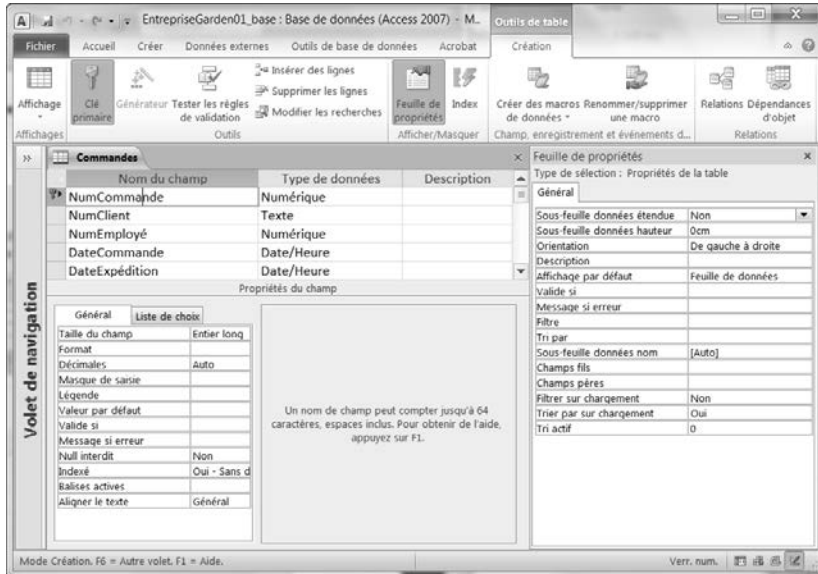 EntrepriseGarden01_base : Base de données (Access 2007) - M...
Outils de table
Fichier Accueil Créer Données externes Outils de base de données Acrobat Création
Affichage
Clé primaire
Générateur
Tester les règles de validation
Insérer des lignes
Supprimer les lignes
Modifier les recherches
Feuille de propriétés
Index
Créer des macros de données
Renommer/supprimer une macro
Relations
Dépendances d'objet
Affichages Outils Afficher/Masquer Champ, enregistrement et événements d... Relations
Volet de navigation
Commandes
Nom du champ Type de données Description
NumCommande Numérique
NumClient Texte
NumEmployé Numérique
DateCommande Date/Heure
DateExpédition Date/Heure
Propriétés du champ
Général Liste de choix
Taille du champ Entier long
Format
Décimales Auto
Masque de saisie
Légende
Valeur par défaut
Valide si
Message si erreur
Null interdit Non
Indexé Oui - Sans d
Balises actives
Aligner le texte Général
Un nom de champ peut compter jusqu'à 64
caractères, espaces inclus. Pour obtenir de l'aide,
appuyez sur F1.
Feuille de propriétés
Type de sélection : Propriétés de la table
Général
Sous-feuille données étendue Non
Sous-feuille données hauteur 0cm
Orientation De gauche à droite
Description
Affichage par défaut Feuille de données
Valide si
Message si erreur
Filtre
Tri par
Sous-feuille données nom [Auto]
Champs fils
Champs pères
Filtrer sur chargement Non
Trier par sur chargement Oui
Tri actif 0
Mode Création. F6 = Autre volet. F1 = Aide. Verr. num.